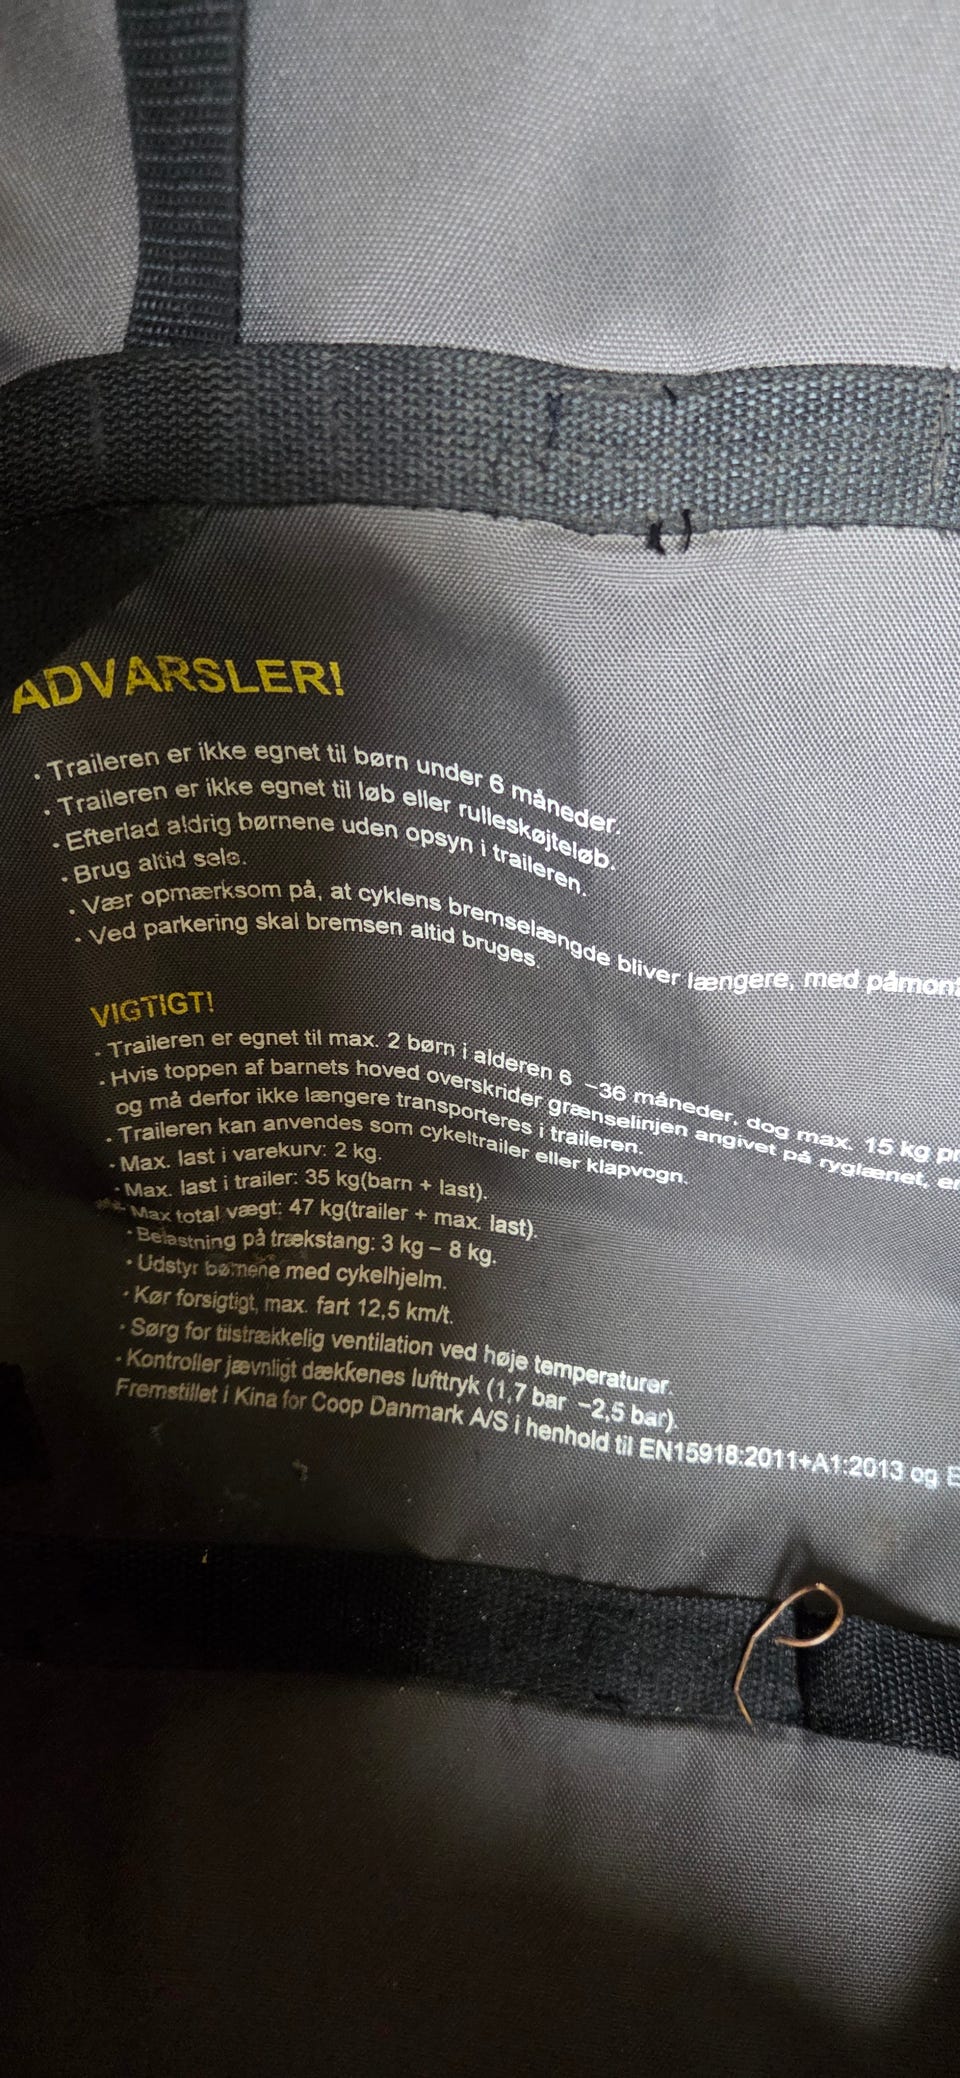 ADVARSLER!
· Traileren er ikke egnet til børn under 6 måneder.
· Traileren er ikke egnet til løb eller rulleskøjteløb.
· Efterlad aldrig børnene uden opsyn i traileren.
· Brug altid sele.
· Vær opmærksom på, at cyklens bremselængde bliver længere, med
· Ved parkering skal bremsen altid bruges.
VIGTIGT!
· Traileren er egnet til max. 2 børn i alderen 6 –36 måneder, dog max. 15 kg
· Hvis toppen af barnets hoved overskrider grænselinjen angivet på ryglænet,
og må derfor ikke længere transporteres i traileren.
· Traileren kan anvendes som cykeltrailer eller klapvogn.
· Max. last i varekurv: 2 kg.
· Max. last i trailer: 35 kg(barn + last).
· Max total vægt: 47 kg(trailer + max. last).
· Belastning på trækstang: 3 kg – 8 kg.
· Udstyr børnene med cykelhjelm.
· Kør forsigtigt, max. fart 12,5 km/t.
· Sørg for tilstrækkelig ventilation ved høje temperaturer.
· Kontroller jævnligt dækkenes lufttryk (1,7 bar –2,5 bar).
Fremstillet i Kina for Coop Danmark A/S i henhold til EN15918:2011+A1:2013 og